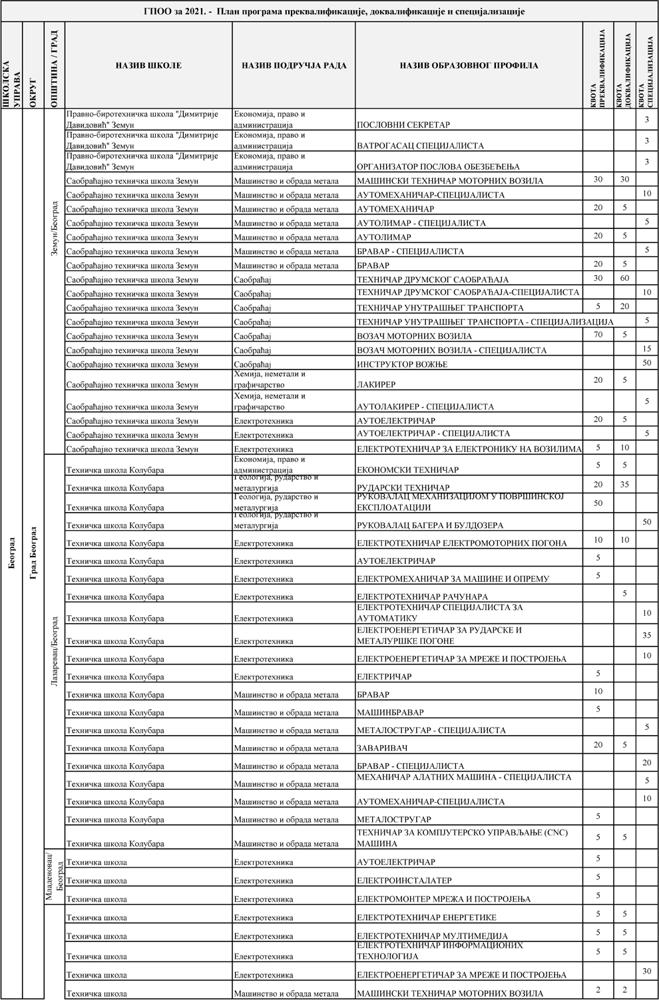 ГПОО за 2021. - План програма преквалификације, доквалификације и специјализације
ШКОЛСКА УПРАВА
ОКРУГ
ОПШТИНА / ГРАД
НАЗИВ ШКОЛЕ
НАЗИВ ПОДРУЧЈА РАДА
НАЗИВ ОБРАЗОВНОГ ПРОФИЛА
КВОТА ПРЕКВАЛИФИКАЦИЈА
КВОТА ДОКВАЛИФИКАЦИЈА
КВОТА СПЕЦИЈАЛИЗАЦИЈА
Београд
Град Београд
Земун/Београд
Правно-биротехничка школа "Димитрије
Давидовић" Земун
Економија, право и
администрација
ПОСЛОВНИ СЕКРЕТАР 3
Правно-биротехничка школа "Димитрије
Давидовић" Земун
Економија, право и
администрација
ВАТРОГАСАЦ СПЕЦИЈАЛИСТА 3
Правно-биротехничка школа "Димитрије
Давидовић" Земун
Економија, право и
администрација
ОРГАНИЗАТОР ПОСЛОВА ОБЕЗБЕЂЕЊА 3
Саобраћајно техничка школа Земун Машинство и обрада метала МАШИНСКИ ТЕХНИЧАР МОТОРНИХ ВОЗИЛА 30 30
Саобраћајно техничка школа Земун Машинство и обрада метала АУТОМЕХАНИЧАР-СПЕЦИЈАЛИСТА 10
Саобраћајно техничка школа Земун Машинство и обрада метала АУТОМЕХАНИЧАР 20 5
Саобраћајно техничка школа Земун Машинство и обрада метала АУТОЛИМАР - СПЕЦИЈАЛИСТА 5
Саобраћајно техничка школа Земун Машинство и обрада метала АУТОЛИМАР 20 5
Саобраћајно техничка школа Земун Машинство и обрада метала БРАВАР - СПЕЦИЈАЛИСТА 5
Саобраћајно техничка школа Земун Машинство и обрада метала БРАВАР 20 5
Саобраћајно техничка школа Земун Саобраћај ТЕХНИЧАР ДРУМСКОГ САОБРАЋАЈА 30 60
Саобраћајно техничка школа Земун Саобраћај ТЕХНИЧАР ДРУМСКОГ САОБРАЋАЈА-СПЕЦИЈАЛИСТА 10
Саобраћајно техничка школа Земун Саобраћај ТЕХНИЧАР УНУТРАШЊЕГ ТРАНСПОРТА 5 20
Саобраћајно техничка школа Земун Саобраћај ТЕХНИЧАР УНУТРАШЊЕГ ТРАНСПОРТА - СПЕЦИЈАЛИЗАЦИЈА 5
Саобраћајно техничка школа Земун Саобраћај ВОЗАЧ МОТОРНИХ ВОЗИЛА 70 5
Саобраћајно техничка школа Земун Саобраћај ВОЗАЧ МОТОРНИХ ВОЗИЛА - СПЕЦИЈАЛИСТА 15
Саобраћајно техничка школа Земун Саобраћај ИНСТРУКТОР ВОЖЊЕ 50
Саобраћајно техничка школа Земун
Хемија, неметали и
графичарство
ЛАКИРЕР 20 5
Саобраћајно техничка школа Земун
Хемија, неметали и
графичарство
АУТОЛАКИРЕР - СПЕЦИЈАЛИСТА 5
Саобраћајно техничка школа Земун Електротехника АУТОЕЛЕКТРИЧАР 20 5
Саобраћајно техничка школа Земун Електротехника АУТОЕЛЕКТРИЧАР - СПЕЦИЈАЛИСТА 5
Саобраћајно техничка школа Земун Електротехника ЕЛЕКТРОТЕХНИЧАР ЗА ЕЛЕКТРОНИКУ НА ВОЗИЛИМА 5 10
Лазаревац/Београд
Техничка школа Колубара
Економија, право и
администрација
ЕКОНОМСКИ ТЕХНИЧАР 5 5
Техничка школа Колубара
Геологија, рударство и
металургија
РУДАРСКИ ТЕХНИЧАР 20 35
Техничка школа Колубара
Геологија, рударство и
металургија
РУКОВАЛАЦ МЕХАНИЗАЦИЈОМ У ПОВРШИНСКОЈ
ЕКСПЛОАТАЦИЈИ 50
Техничка школа Колубара
Геологија, рударство и
металургија
РУКОВАЛАЦ БАГЕРА И БУЛДОЗЕРА 50
Техничка школа Колубара Електротехника ЕЛЕКТРОТЕХНИЧАР ЕЛЕКТРОМОТОРНИХ ПОГОНА 10 10
Техничка школа Колубара Електротехника АУТОЕЛЕКТРИЧАР 5
Техничка школа Колубара Електротехника ЕЛЕКТРОМЕХАНИЧАР ЗА МАШИНЕ И ОПРЕМУ 5
Техничка школа Колубара Електротехника ЕЛЕКТРОТЕХНИЧАР РАЧУНАРА 5
Техничка школа Колубара Електротехника
ЕЛЕКТРОТЕХНИЧАР СПЕЦИЈАЛИСТА ЗА
АУТОМАТИКУ 10
Техничка школа Колубара Електротехника
ЕЛЕКТРОЕНЕРГЕТИЧАР ЗА РУДАРСКЕ И
МЕТАЛУРШКЕ ПОГОНЕ 35
Техничка школа Колубара Електротехника ЕЛЕКТРОЕНЕРГЕТИЧАР ЗА МРЕЖЕ И ПОСТРОЈЕЊА 10
Техничка школа Колубара Електротехника ЕЛЕКТРИЧАР 5
Техничка школа Колубара Машинство и обрада метала БРАВАР 10
Техничка школа Колубара Машинство и обрада метала МАШИНБРАВАР 5
Техничка школа Колубара Машинство и обрада метала МЕТАЛОСТРУГАР - СПЕЦИЈАЛИСТА 5
Техничка школа Колубара Машинство и обрада метала ЗАВАРИВАЧ 20 5
Техничка школа Колубара Машинство и обрада метала БРАВАР - СПЕЦИЈАЛИСТА 20
Техничка школа Колубара Машинство и обрада метала МЕХАНИЧАР АЛАТНИХ МАШИНА - СПЕЦИЈАЛИСТА 5
Техничка школа Колубара Машинство и обрада метала АУТОМЕХАНИЧАР-СПЕЦИЈАЛИСТА 10
Техничка школа Колубара Машинство и обрада метала МЕТАЛОСТРУГАР 5
Техничка школа Колубара Машинство и обрада метала
ТЕХНИЧАР ЗА КОМПЈУТЕРСКО УПРАВЉАЊЕ (CNC)
МАШИНА 5 5
Младеновац/
Београд
Техничка школа Електротехника АУТОЕЛЕКТРИЧАР 5
Техничка школа Електротехника ЕЛЕКТРОИНСТАЛАТЕР 5
Техничка школа Електротехника ЕЛЕКТРОМОНТЕР МРЕЖА И ПОСТРОЈЕЊА 5
Техничка школа Електротехника ЕЛЕКТРОТЕХНИЧАР ЕНЕРГЕТИКЕ 5 5
Техничка школа Електротехника ЕЛЕКТРОТЕХНИЧАР МУЛТИМЕДИЈА 5 5
Техничка школа Електротехника
ЕЛЕКТРОТЕХНИЧАР ИНФОРМАЦИОНИХ
ТЕХНОЛОГИЈА 5 5
Техничка школа Електротехника ЕЛЕКТРОЕНЕРГЕТИЧАР ЗА МРЕЖЕ И ПОСТРОЈЕЊА 30
Техничка школа Машинство и обрада метала МАШИНСКИ ТЕХНИЧАР МОТОРНИХ ВОЗИЛА 2 2